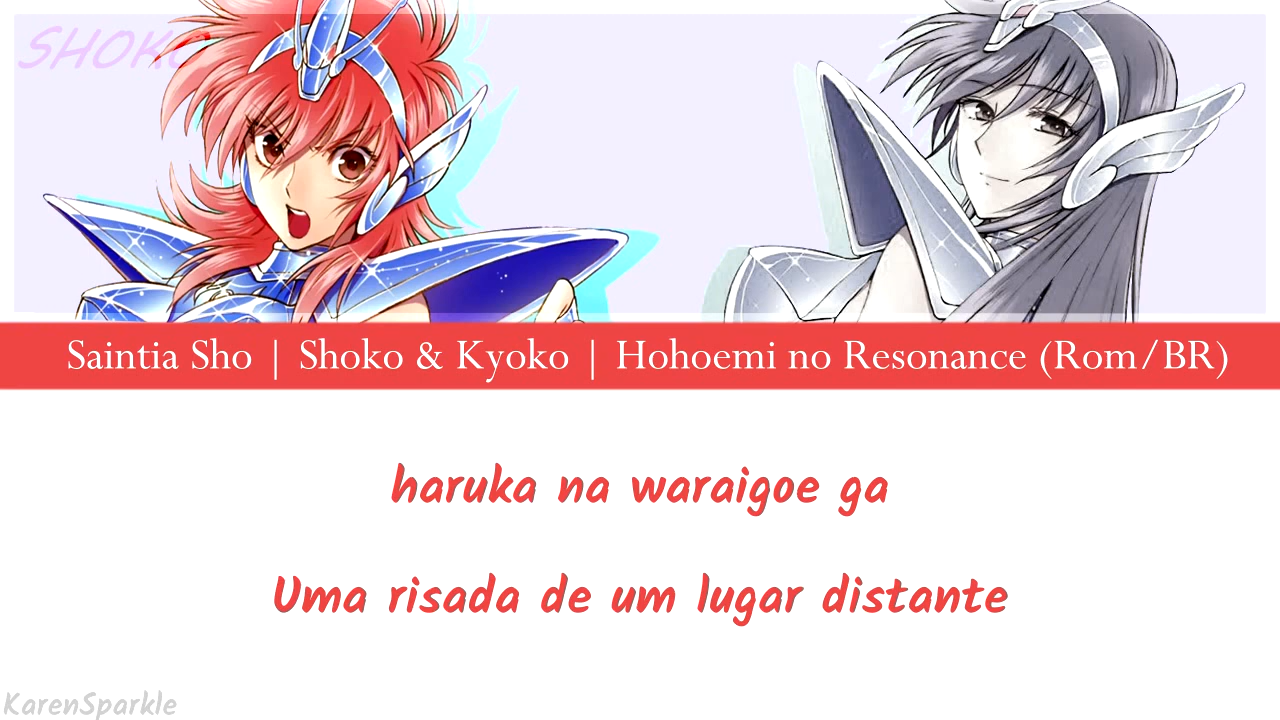 SHOKO
Saintia Sho | Shoko & Kyoko | Hohoemi no Resonance (Rom/BR)
haruka na waraigoe ga
Uma risada de um lugar distante
KarenSparkle